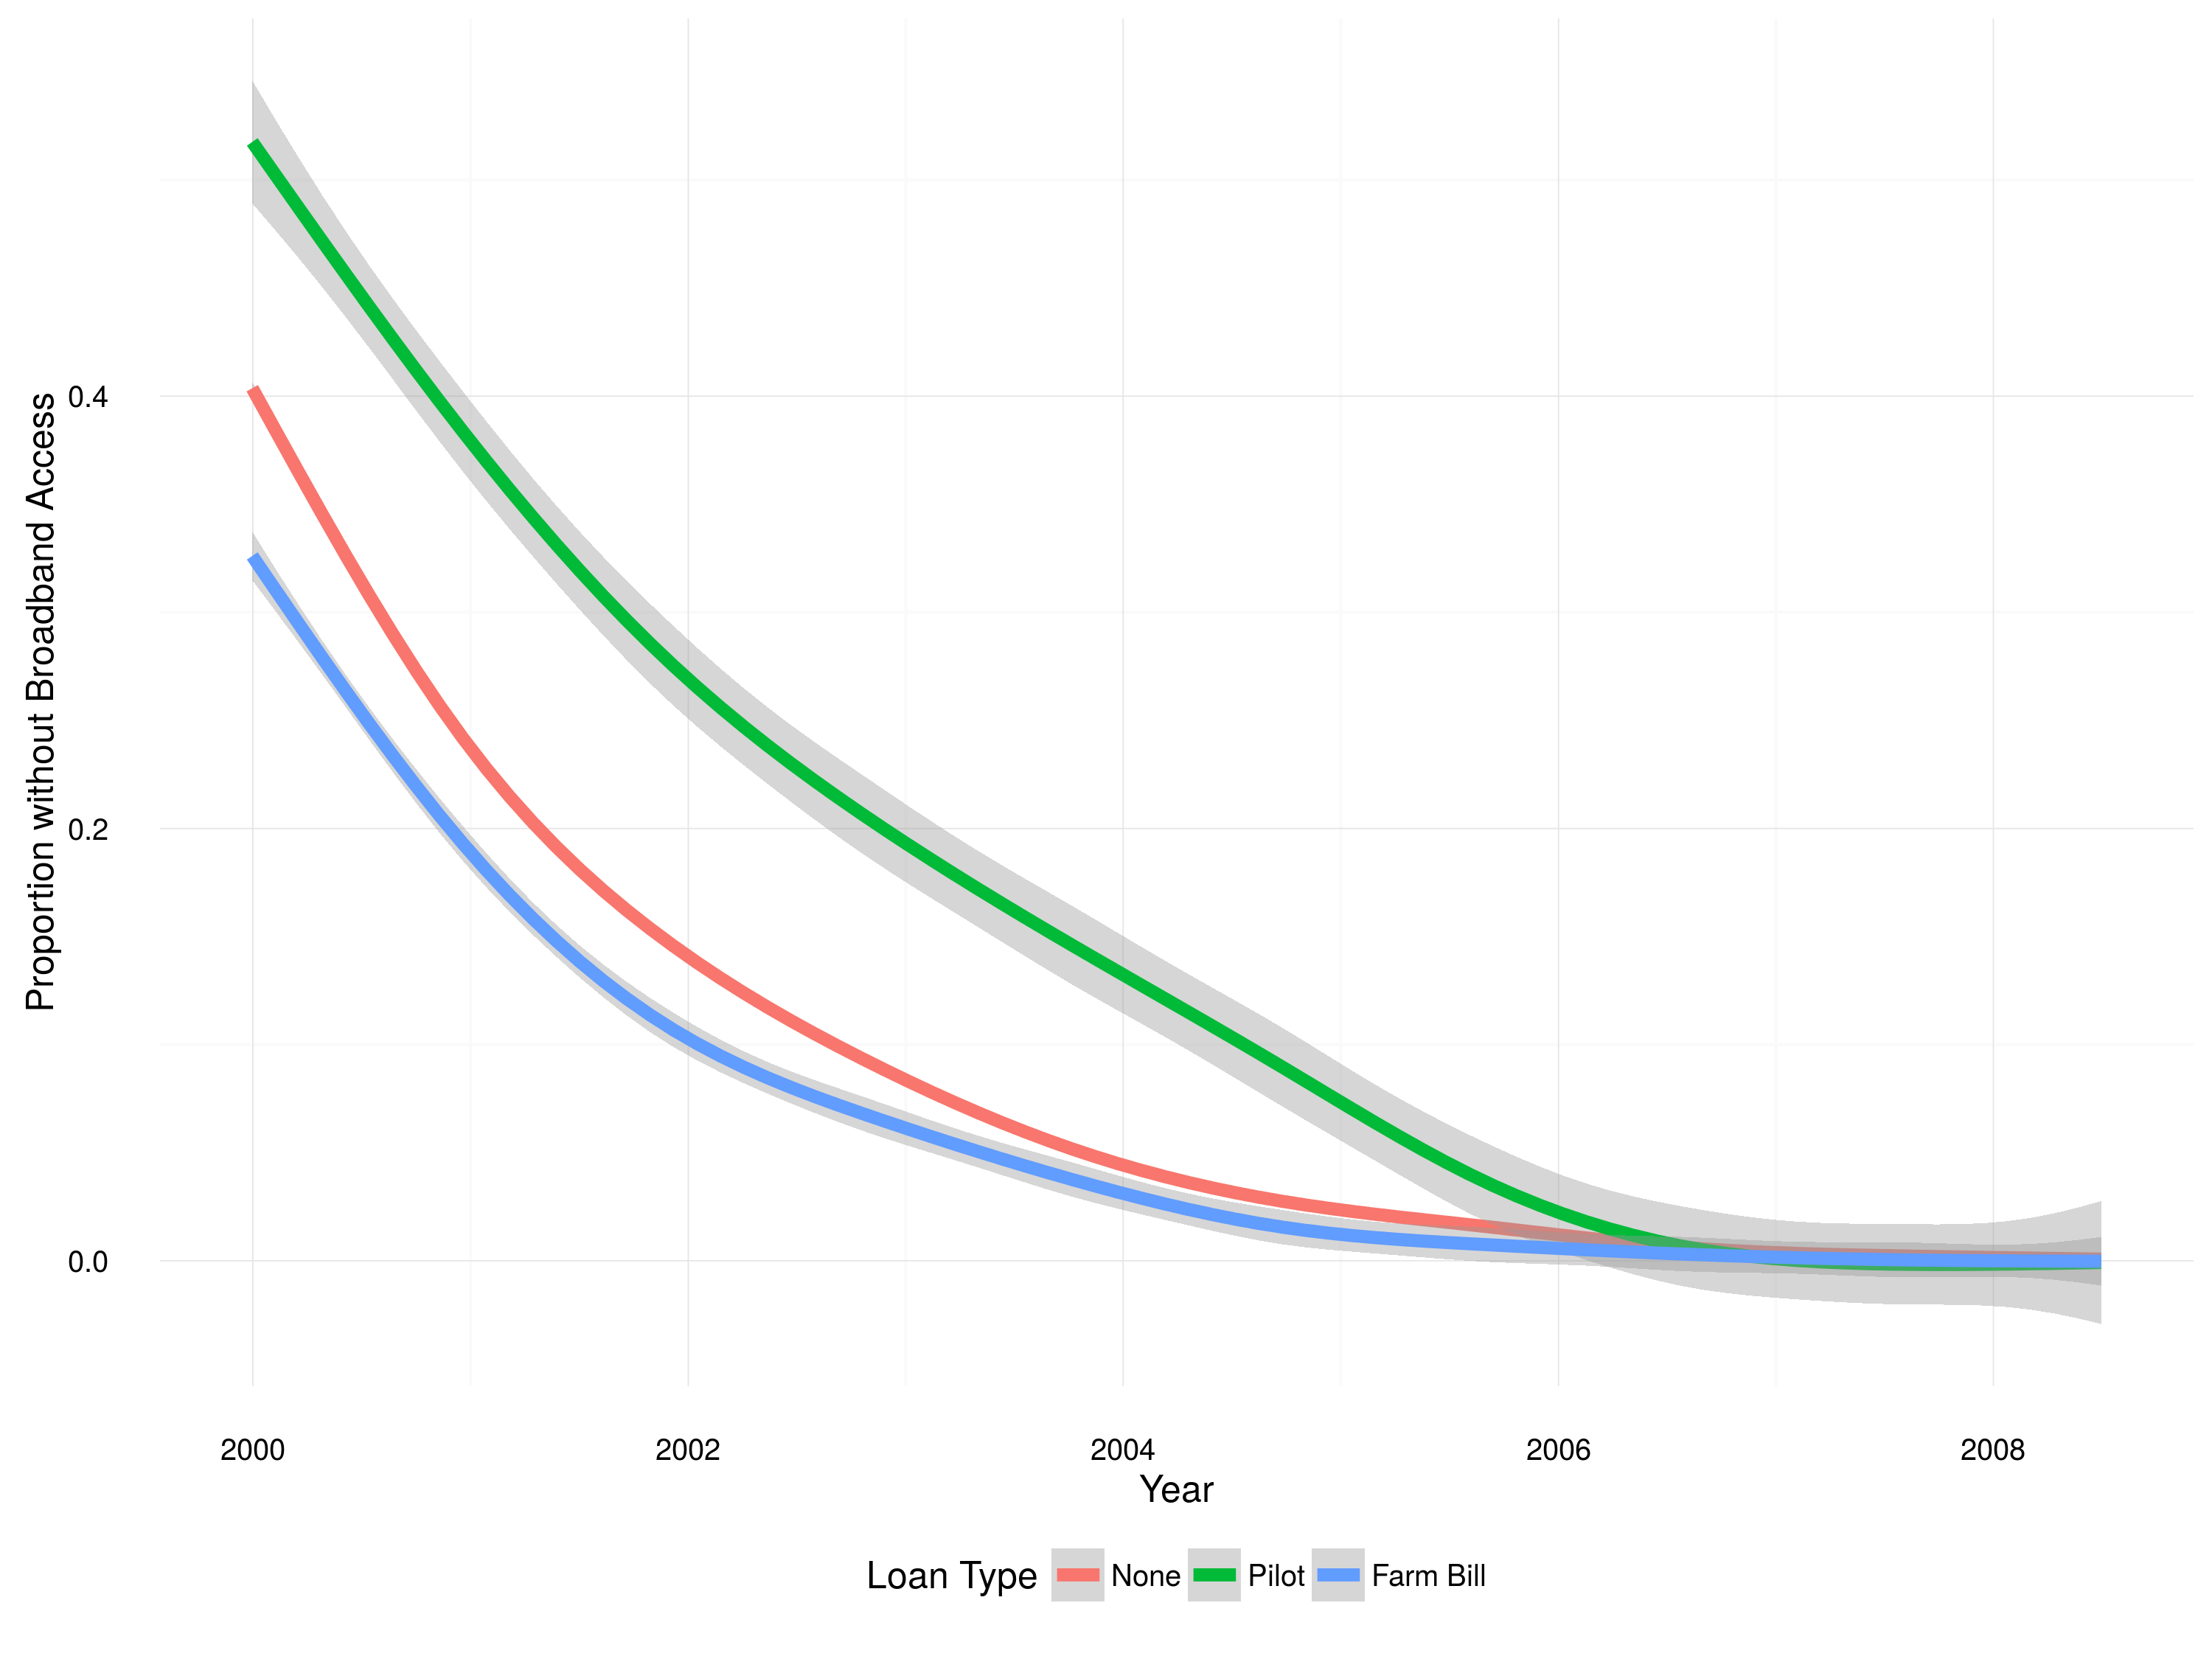 Proportion without Broadband Access
0.4
0.2
0.0
2000 2002 2004 2006 2008
Year
Loan Type None Pilot Farm Bill